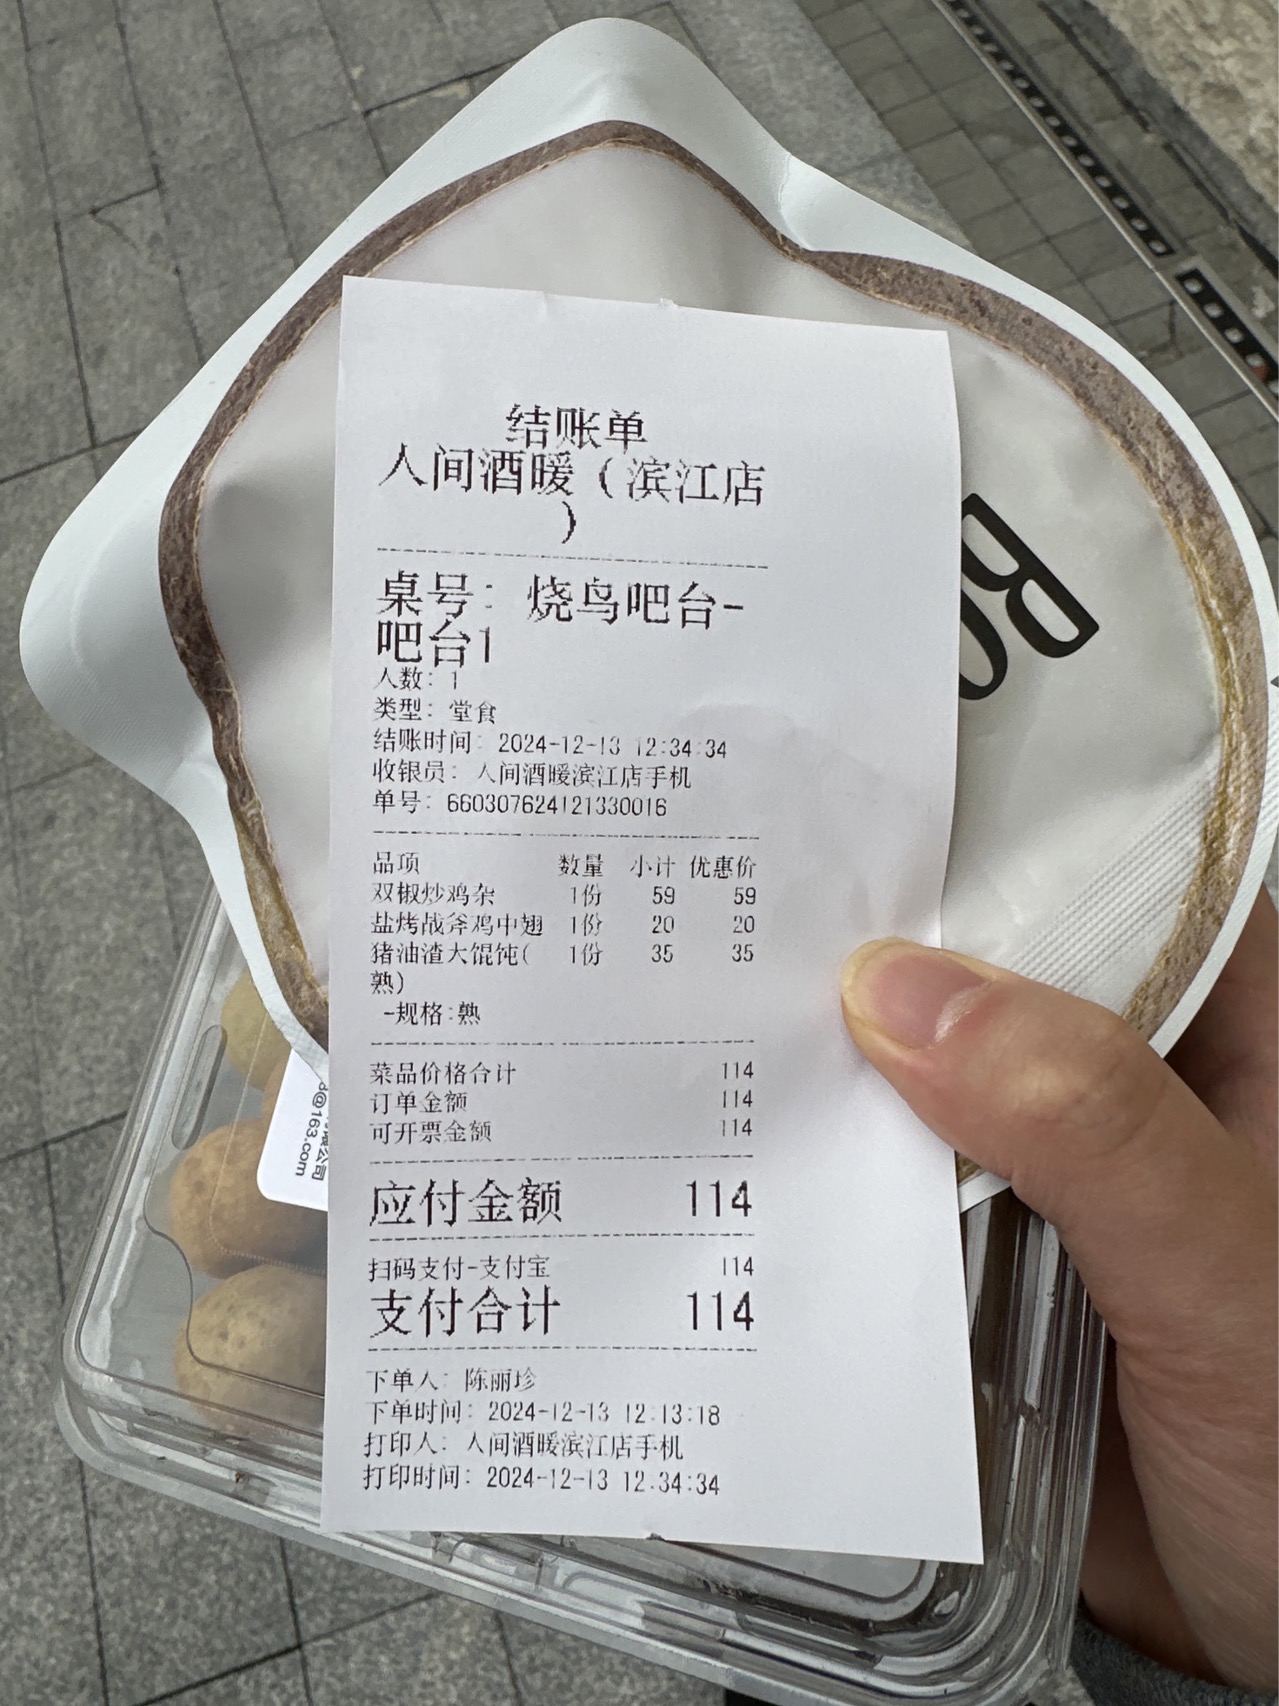 结账单
人间酒暖（滨江店
）
桌号：烧鸟吧台-
吧台1
人数：1
类型：堂食
结账时间：2024-12-13 12:34:34
收银员：人间酒暖滨江店手机
单号：660307624121330016
品项 数量 小计 优惠价
双椒炒鸡杂 1份 59 59
盐烤战斧鸡中翅 1份 20 20
猪油渣大馄饨( 1份 35 35
熟)
-规格:熟
菜品价格合计 114
订单金额 114
可开票金额 114
应付金额 114
扫码支付-支付宝 114
支付合计 114
下单人：陈丽珍
下单时间：2024-12-13 12:13:18
打印人：人间酒暖滨江店手机
打印时间：2024-12-13 12:34:34
限公司
@163.com